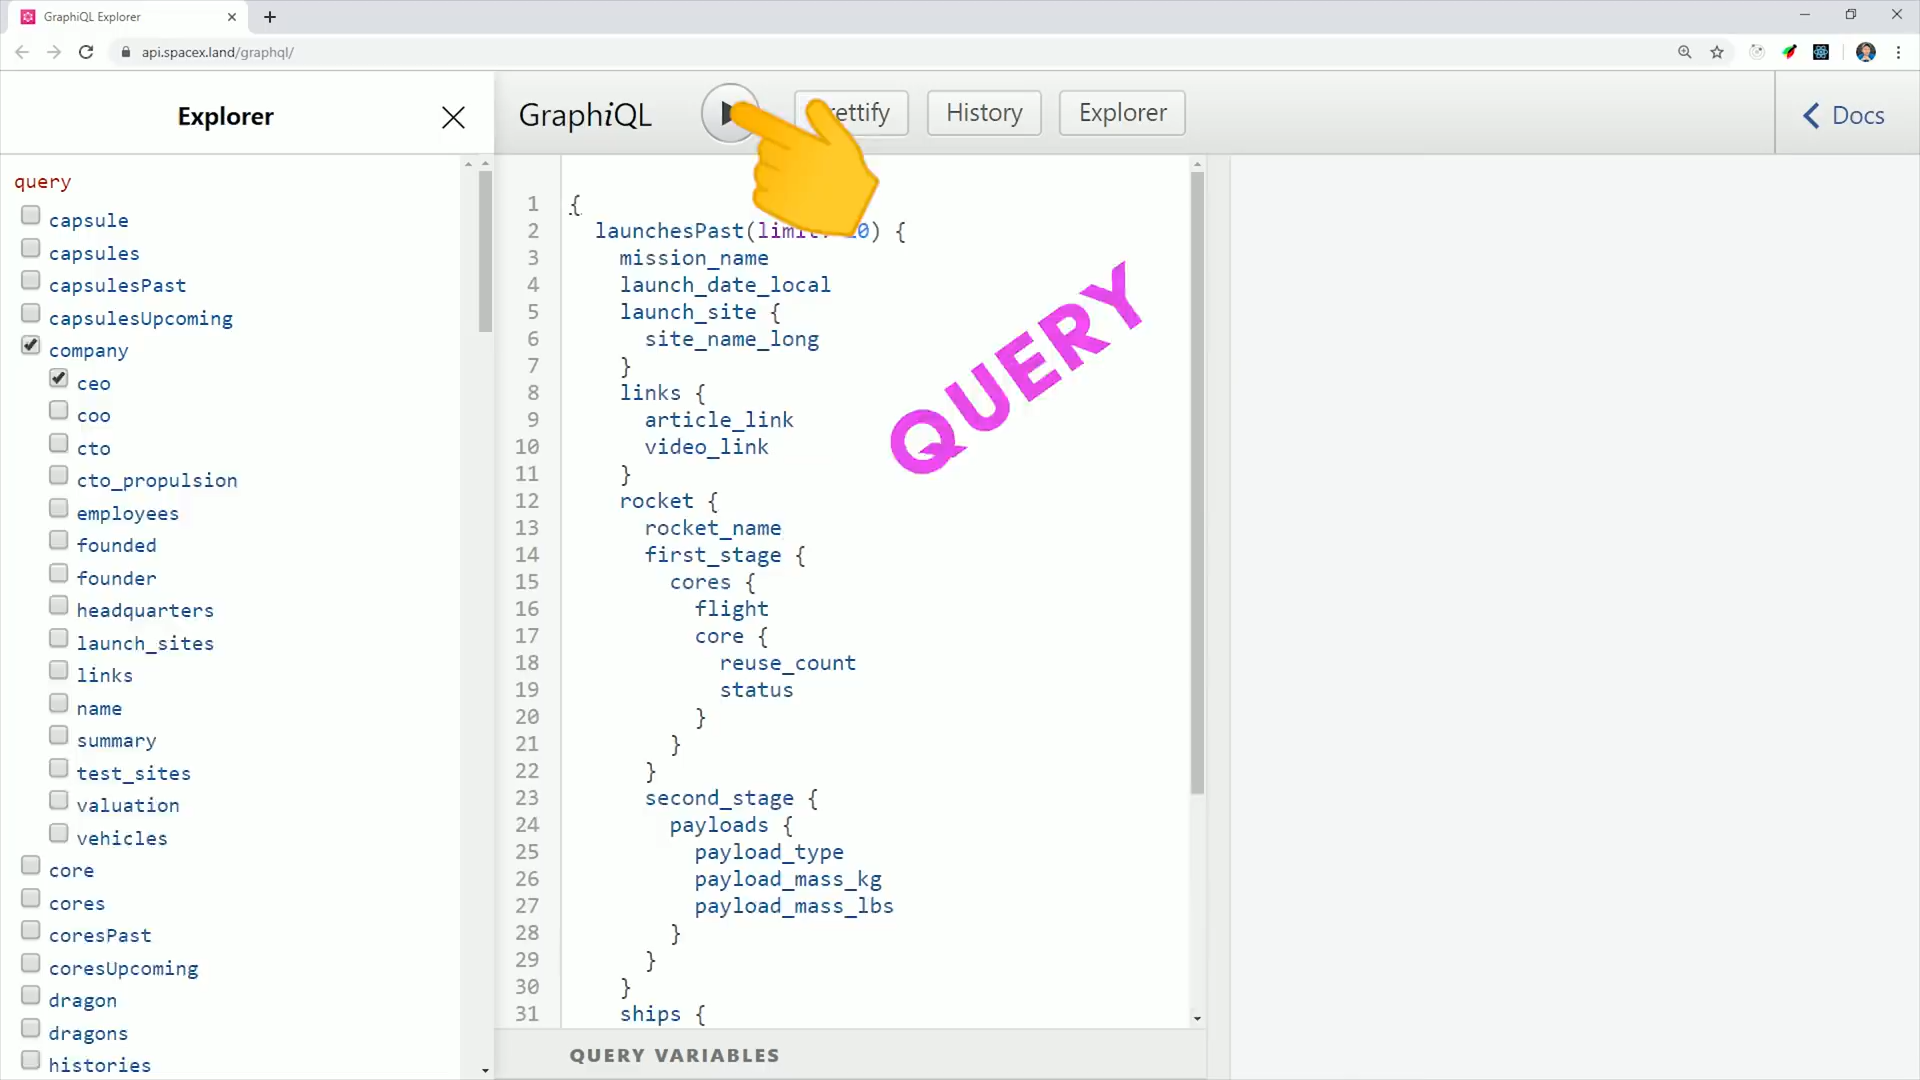 GraphiQL Explorer
api.spacex.land/graphql/
Explorer
GraphiQL
History
Explorer
Docs
query
capsule
capsules
capsulesPast
capsulesUpcoming
company
ceo
coo
cto
cto_propulsion
employees
founded
founder
headquarters
launch_sites
links
name
summary
test_sites
valuation
vehicles
core
cores
coresPast
coresUpcoming
dragon
dragons
histories
1 {
2 launchesPast( {
3 mission_name
4 launch_date_local
5 launch_site {
6 site_name_long
7 }
8 links {
9 article_link
10 video_link
11 }
12 rocket {
13 rocket_name
14 first_stage {
15 cores {
16 flight
17 core {
18 reuse_count
19 status
20 }
21 }
22 }
23 second_stage {
24 payloads {
25 payload_type
26 payload_mass_kg
27 payload_mass_lbs
28 }
29 }
30 }
31 ships {
QUERY
QUERY VARIABLES